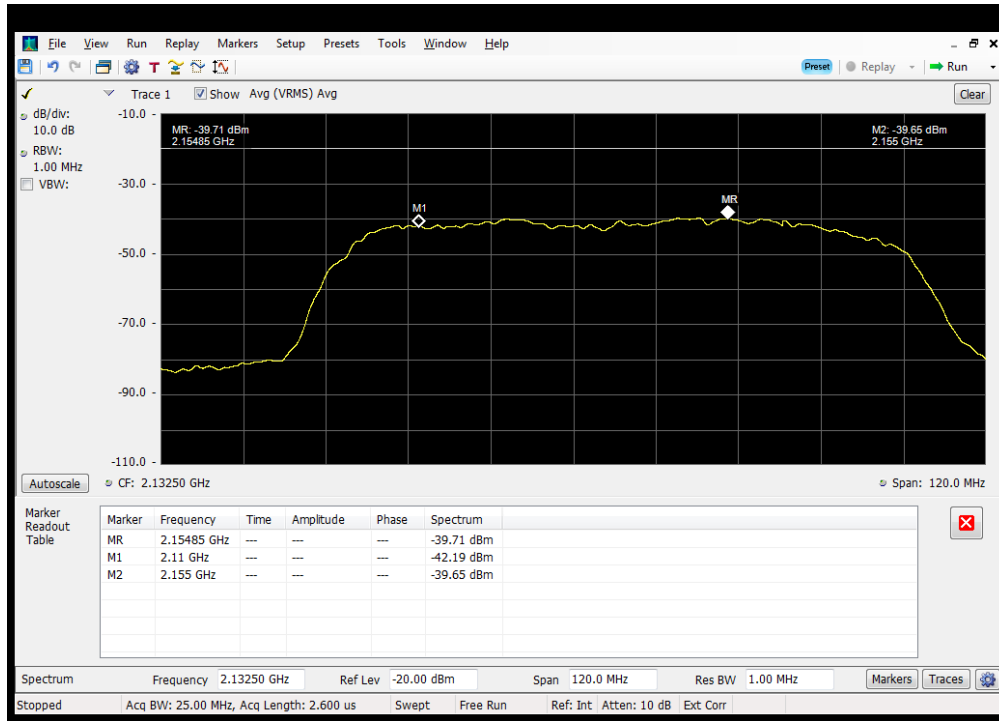 File View Run Replay Markers Setup Presets Tools Window Help
T Preset Replay Run
Trace 1 Show Avg (VRMS) Avg Clear
dB/div:
10.0 dB
RBW:
1.00 MHz
VBW:
-10.0
-30.0
-50.0
-70.0
-90.0
-110.0
MR: -39.71 dBm
2.15485 GHz
M2: -39.65 dBm
2.155 GHz
M1
MR
Autoscale CF: 2.13250 GHz Span: 120.0 MHz
Marker
Readout
Table
Marker Frequency Time Amplitude Phase Spectrum
MR 2.15485 GHz --- --- --- -39.71 dBm
M1 2.11 GHz --- --- --- -42.19 dBm
M2 2.155 GHz --- --- --- -39.65 dBm
Spectrum Frequency 2.13250 GHz Ref Lev -20.00 dBm Span 120.0 MHz Res BW 1.00 MHz Markers Traces
Stopped Acq BW: 25.00 MHz, Acq Length: 2.600 us Swept Free Run Ref: Int Atten: 10 dB Ext Corr